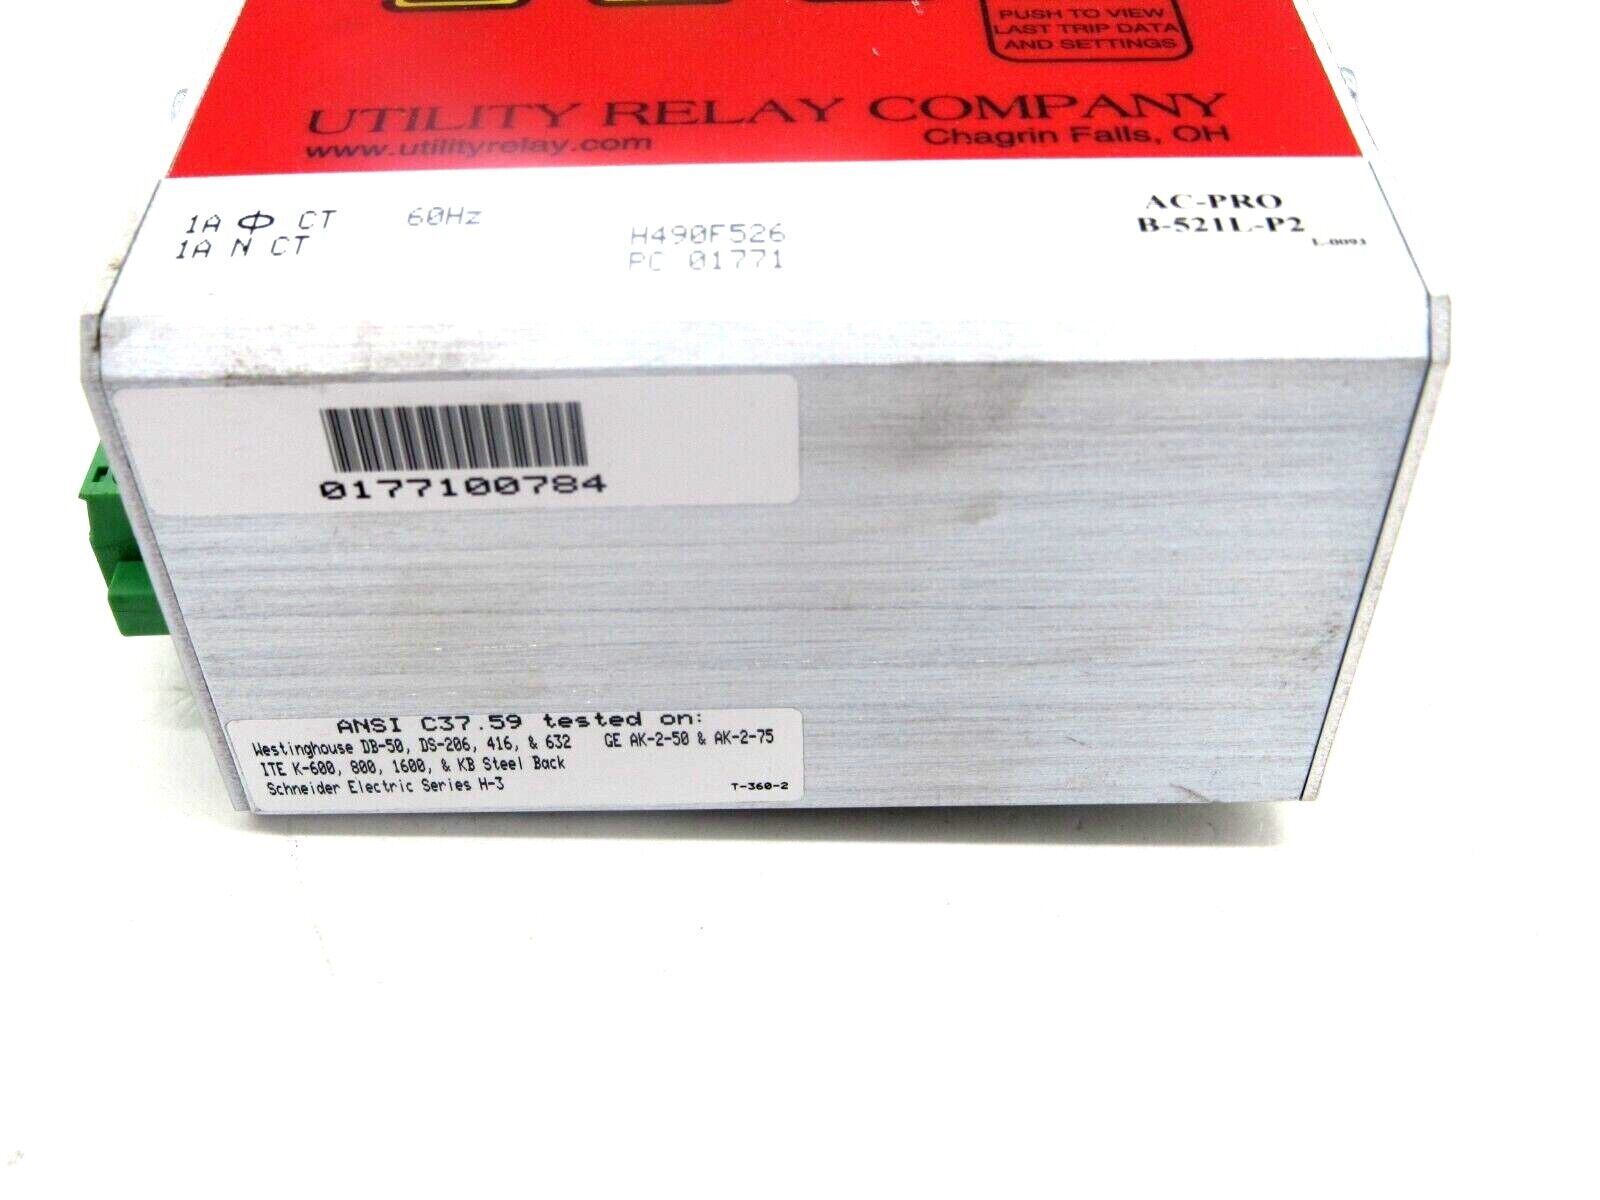 PUSH TO VIEW
LAST TRIP DATA
AND SETTINGS
UTILITY RELAY COMPANY
www.utilityrelay.com
Chagrin Falls, OH
1A Φ CT 60Hz
1A N CT
H490F526
PC 01771
AC-PRO
B-521L-P2
L-0093
0177100784
ANSI C37.59 tested on:
Westinghouse DB-50, DS-206, 416, & 632 GE AK-2-50 & AK-2-75
ITE K-600, 800, 1600, & KB Steel Back
Schneider Electric Series H-3
T-360-2